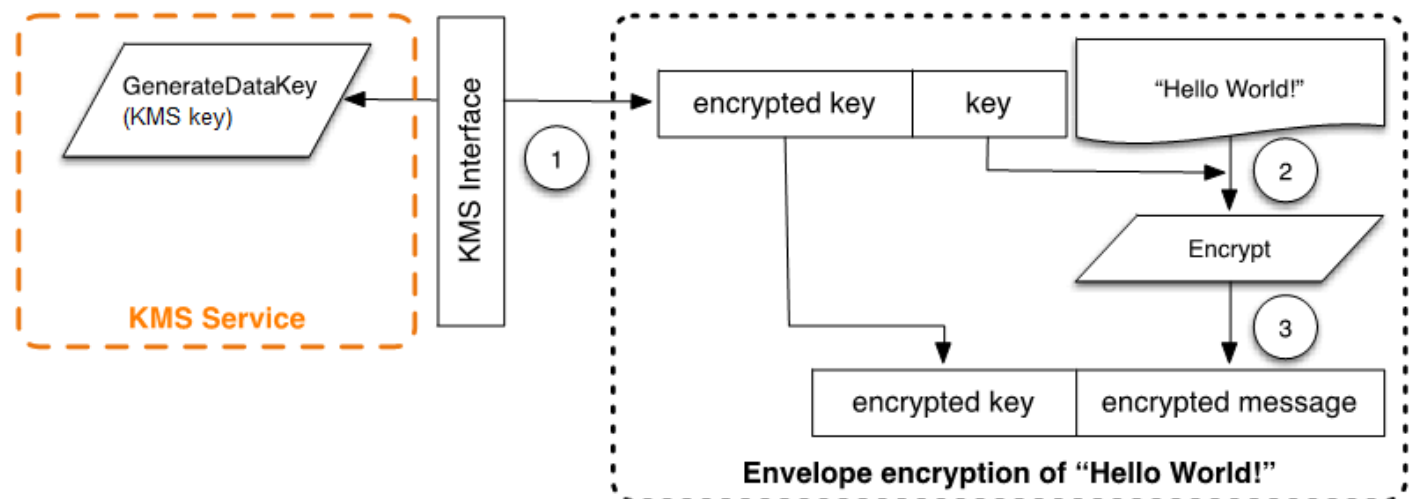 GenerateDataKey
(KMS key)
KMS Service
KMS Interface
1
encrypted key
key
“Hello World!”
2
Encrypt
3
encrypted key
encrypted message
Envelope encryption of “Hello World!”